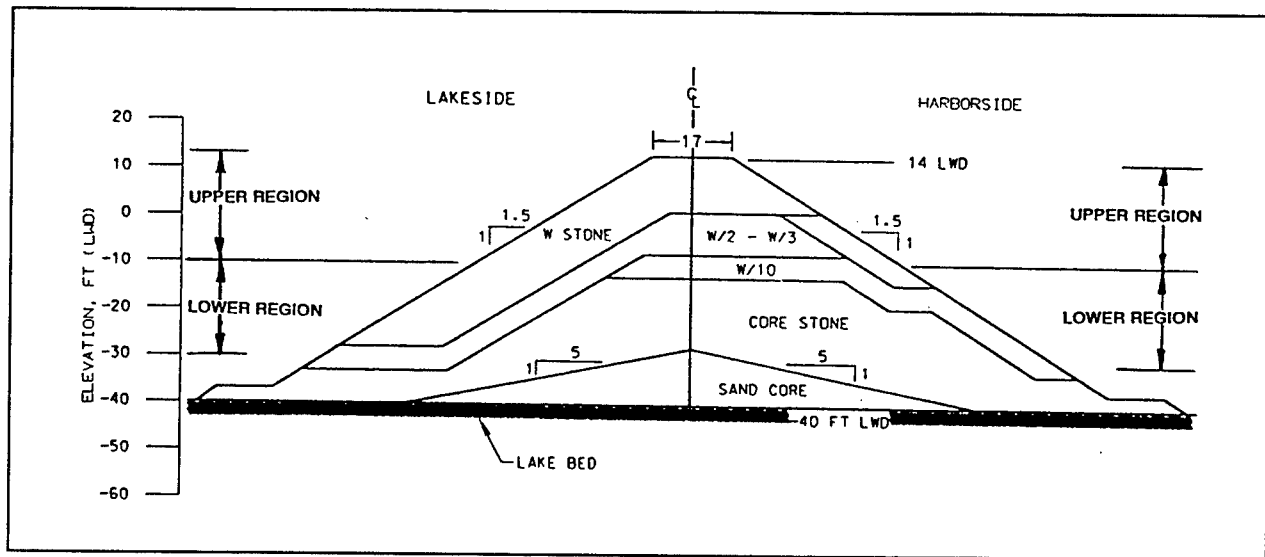 LAKESIDE
C
L
HARBORSIDE
20
10
0
-10
-20
-30
-40
-50
-60
ELEVATION, FT (LWD)
UPPER REGION
LOWER REGION
17
14 LWD
1.5
1
W STONE
W/2 - W/3
W/10
CORE STONE
1.5
1
UPPER REGION
LOWER REGION
5
1
5
1
SAND CORE
-40 FT LWD
LAKE BED